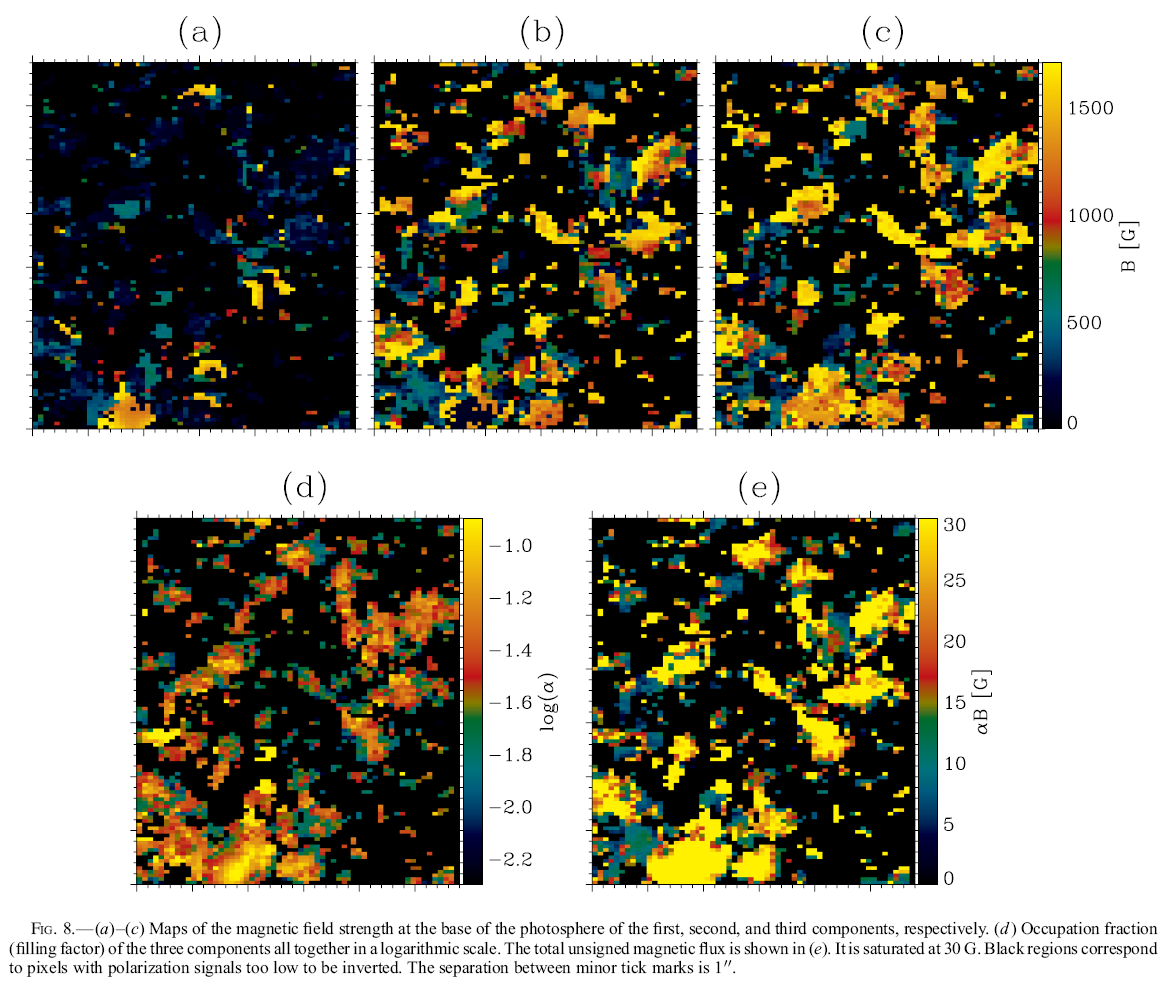 (a) (b) (c)
1500
1000
500
0
B [G]
(d) (e)
−1.0
−1.2
−1.4
−1.6
−1.8
−2.0
−2.2
log(α)
30
25
20
15
10
5
0
αB [G]
Fig. 8.—(a)–(c) Maps of the magnetic field strength at the base of the photosphere of the first, second, and third components, respectively. (d) Occupation fraction
(filling factor) of the three components all together in a logarithmic scale. The total unsigned magnetic flux is shown in (e). It is saturated at 30 G. Black regions correspond
to pixels with polarization signals too low to be inverted. The separation between minor tick marks is 1″.